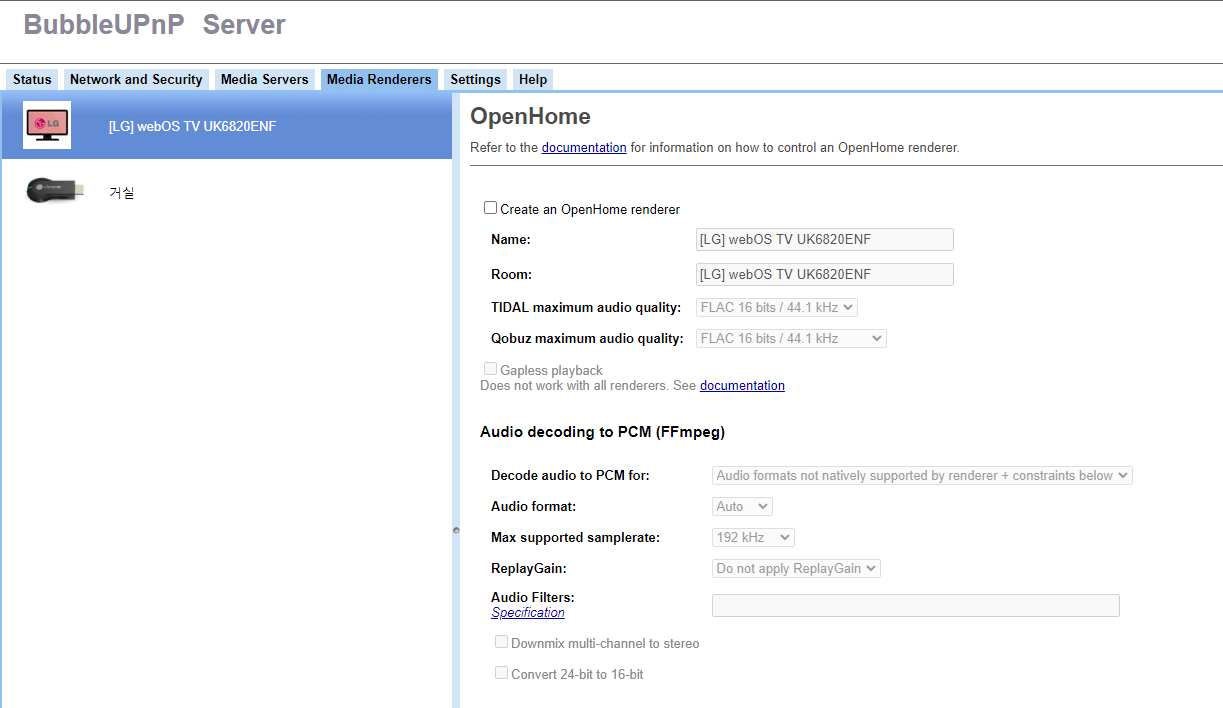 BubbleUPnP Server
Status Network and Security Media Servers Media Renderers Settings Help
LG
[LG] webOS TV UK6820ENF
거실
OpenHome
Refer to the documentation for information on how to control an OpenHome renderer.
Create an OpenHome renderer
Name: [LG] webOS TV UK6820ENF
Room: [LG] webOS TV UK6820ENF
TIDAL maximum audio quality: FLAC 16 bits / 44.1 kHz
Qobuz maximum audio quality: FLAC 16 bits / 44.1 kHz
Gapless playback
Does not work with all renderers. See documentation
Audio decoding to PCM (FFmpeg)
Decode audio to PCM for: Audio formats not natively supported by renderer + constraints below
Audio format: Auto
Max supported samplerate: 192 kHz
ReplayGain: Do not apply ReplayGain
Audio Filters:
Specification
Downmix multi-channel to stereo
Convert 24-bit to 16-bit